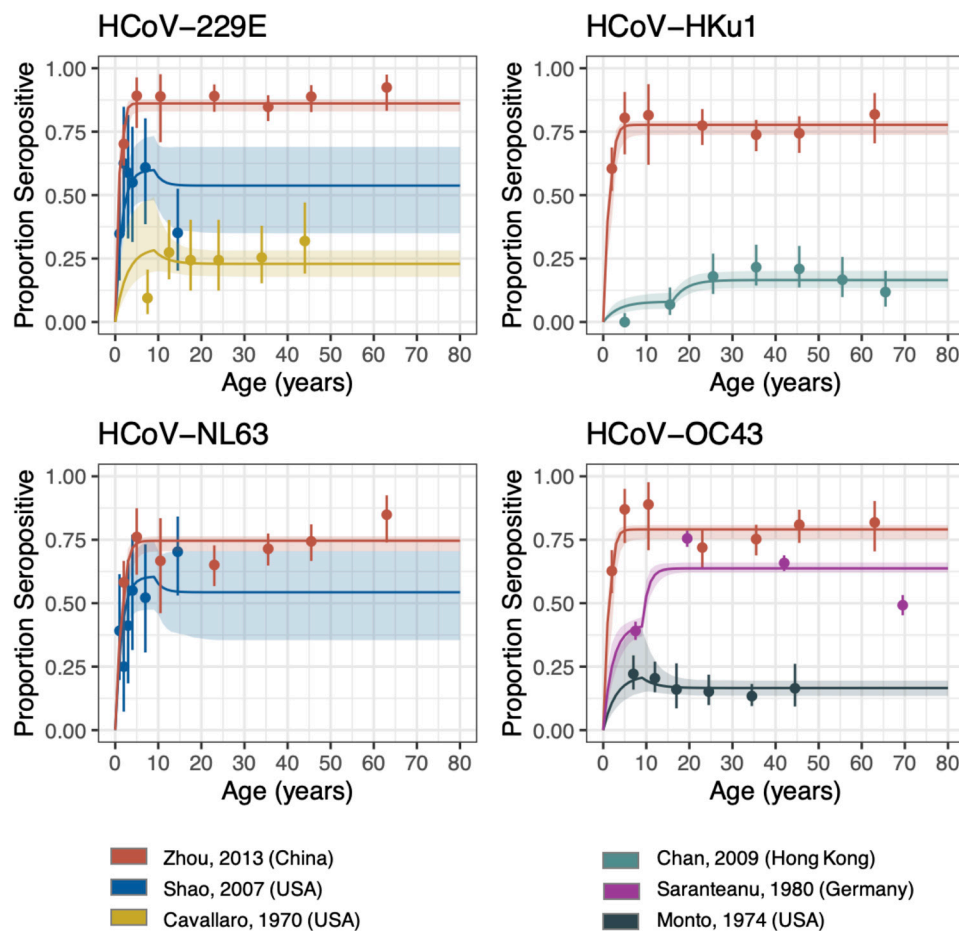 HCoV−229E
Proportion Seropositive
1.00
0.75
0.50
0.25
0.00
0 10 20 30 40 50 60 70 80
Age (years)
HCoV−HKu1
Proportion Seropositive
1.00
0.75
0.50
0.25
0.00
0 10 20 30 40 50 60 70 80
Age (years)
HCoV−NL63
Proportion Seropositive
1.00
0.75
0.50
0.25
0.00
0 10 20 30 40 50 60 70 80
Age (years)
HCoV−OC43
Proportion Seropositive
1.00
0.75
0.50
0.25
0.00
0 10 20 30 40 50 60 70 80
Age (years)
Zhou, 2013 (China)
Shao, 2007 (USA)
Cavallaro, 1970 (USA)
Chan, 2009 (Hong Kong)
Saranteanu, 1980 (Germany)
Monto, 1974 (USA)